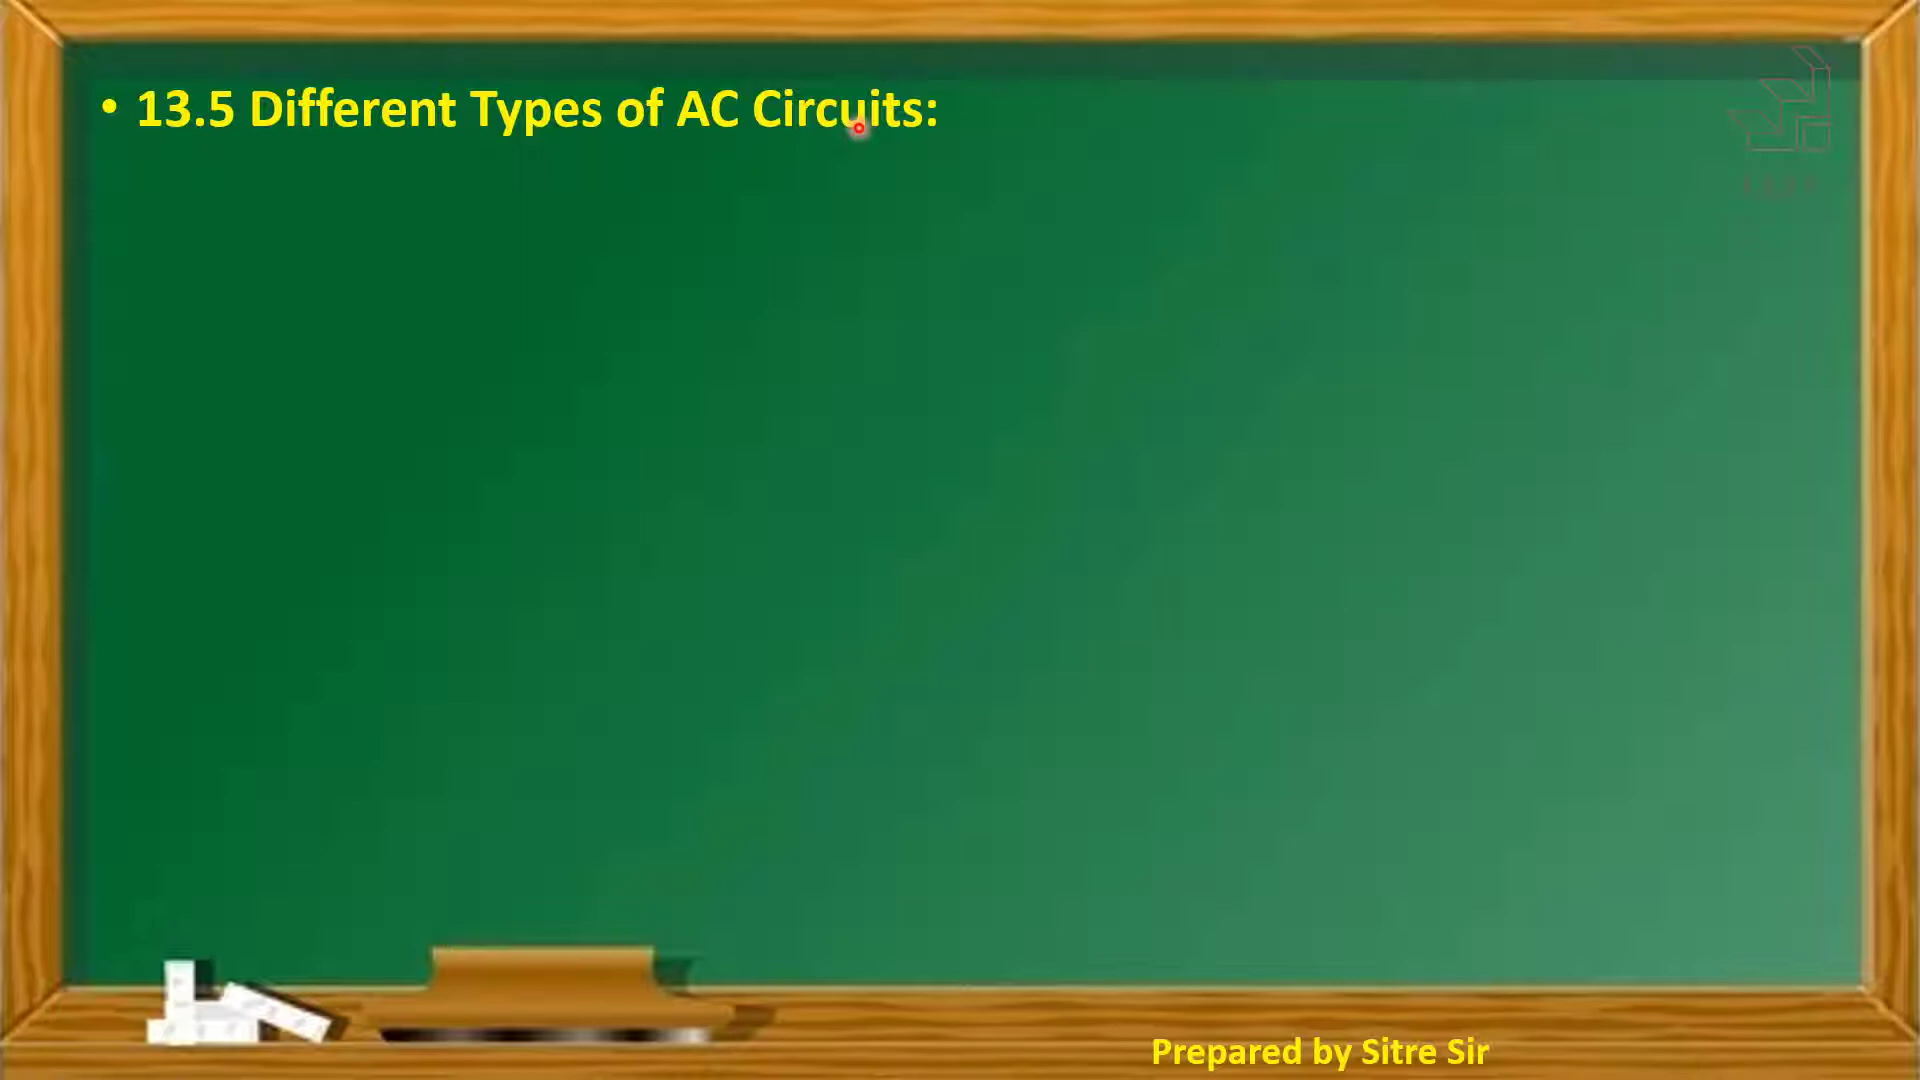 • 13.5 Different Types of AC Circuits:
Prepared by Sitre Sir